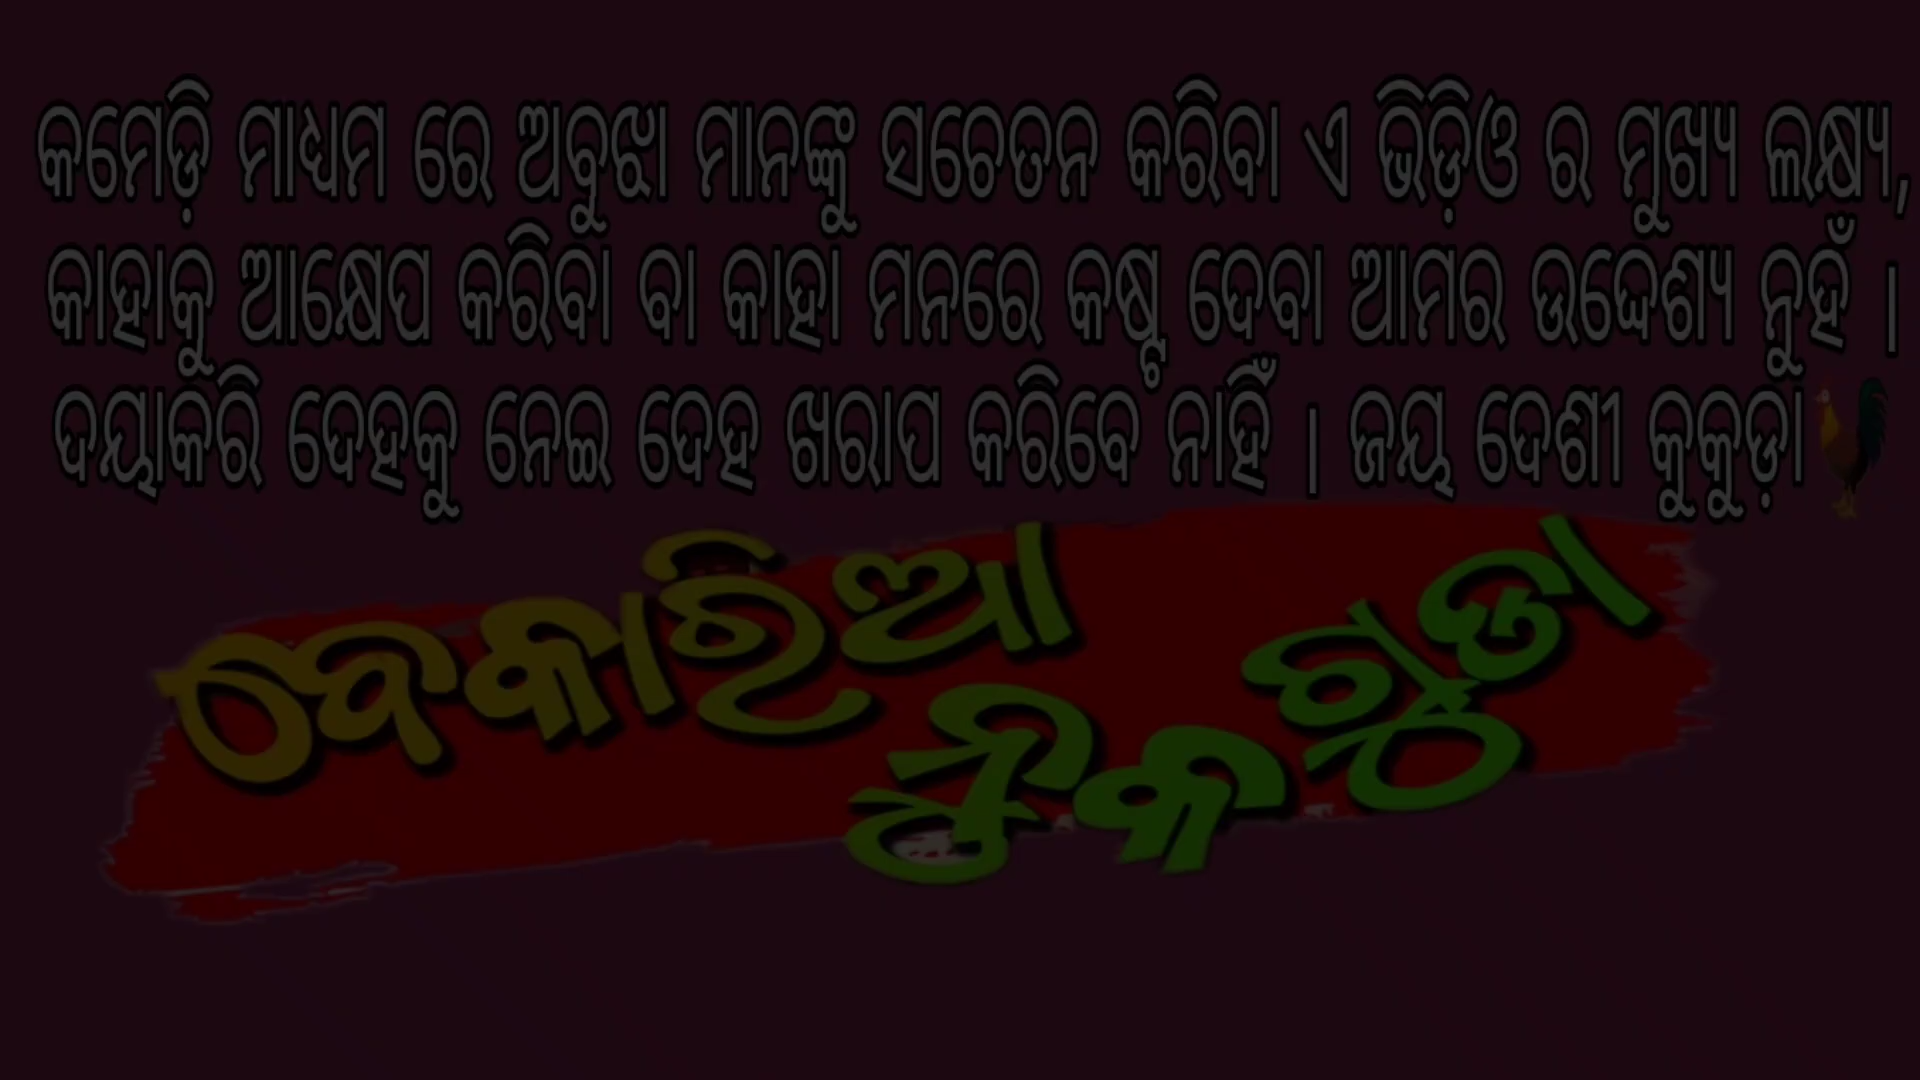 କମେଡ଼ି ମାଧ୍ୟମ ରେ ଅବୁଝା ମାନଙ୍କୁ ସଚେତନ କରିବା ଏ ଭିଡ଼ିଓ ର ମୁଖ୍ୟ ଲକ୍ଷ୍ୟ,
କାହାକୁ ଆକ୍ଷେପ କରିବା ବା କାହା ମନରେ କଷ୍ଟ ଦେବା ଆମର ଉଦ୍ଦେଶ୍ୟ ନୁହଁ ।
ଦୟାକରି ଦେହକୁ ନେଇ ଦେହ ଖରାପ କରିବେ ନାହିଁ । ଜୟ ଦେଶୀ କୁକୁଡ଼ା🐓
ବେକାରିଆ